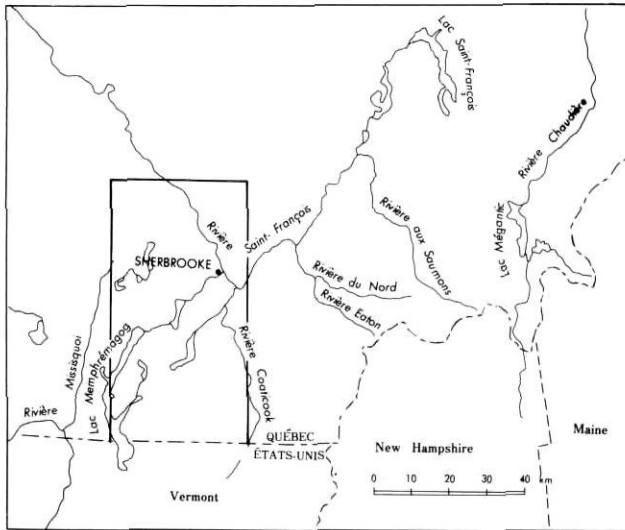 Lac Saint-François
Rivière Chaudière
Rivière Saint-François
Rivière aux Saumons
Lac Mégantic
SHERBROOKE
Rivière du Nord
Rivière Eaton
Lac Memphrémagog
Rivière Missisquoi
Rivière Coaticook
QUÉBEC
ÉTATS-UNIS
New Hampshire
Maine
Vermont
0 10 20 30 40 km